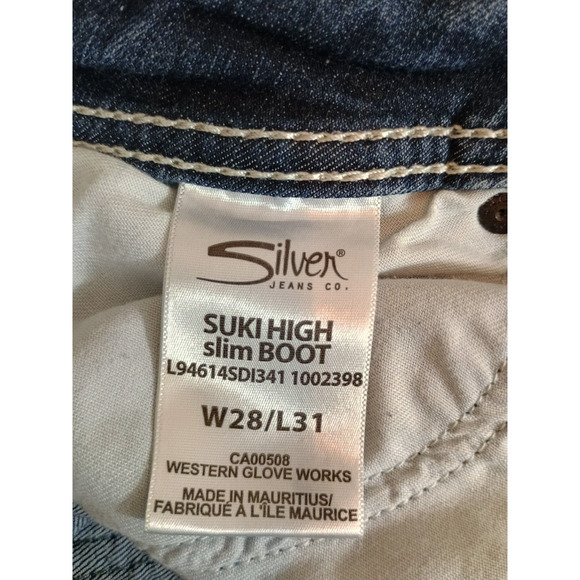 Silver®
JEANS CO.
SUKI HIGH
slim BOOT
L94614SDI341 1002398
W28/L31
CA00508
WESTERN GLOVE WORKS
MADE IN MAURITIUS/
FABRIQUÉ À L'ÎLE MAURICE